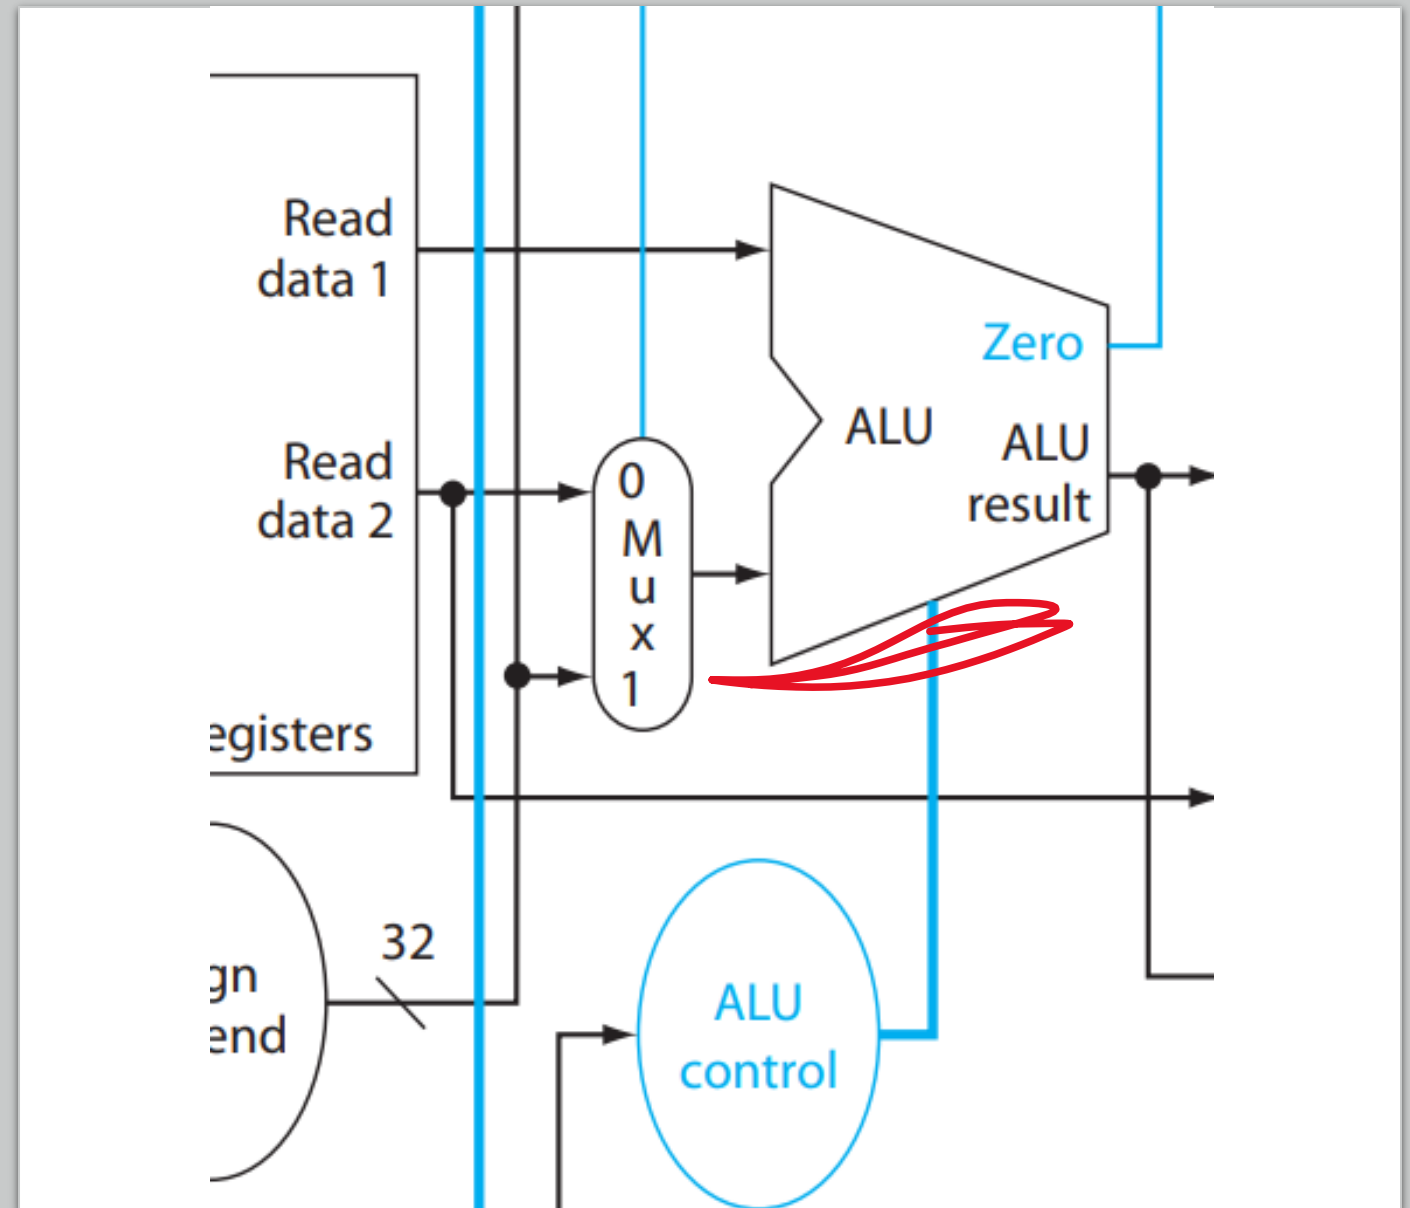 Read
data 1
Zero
ALU
ALU
result
Read
data 2
0
M
u
x
1
egisters
32
gn
end
ALU
control